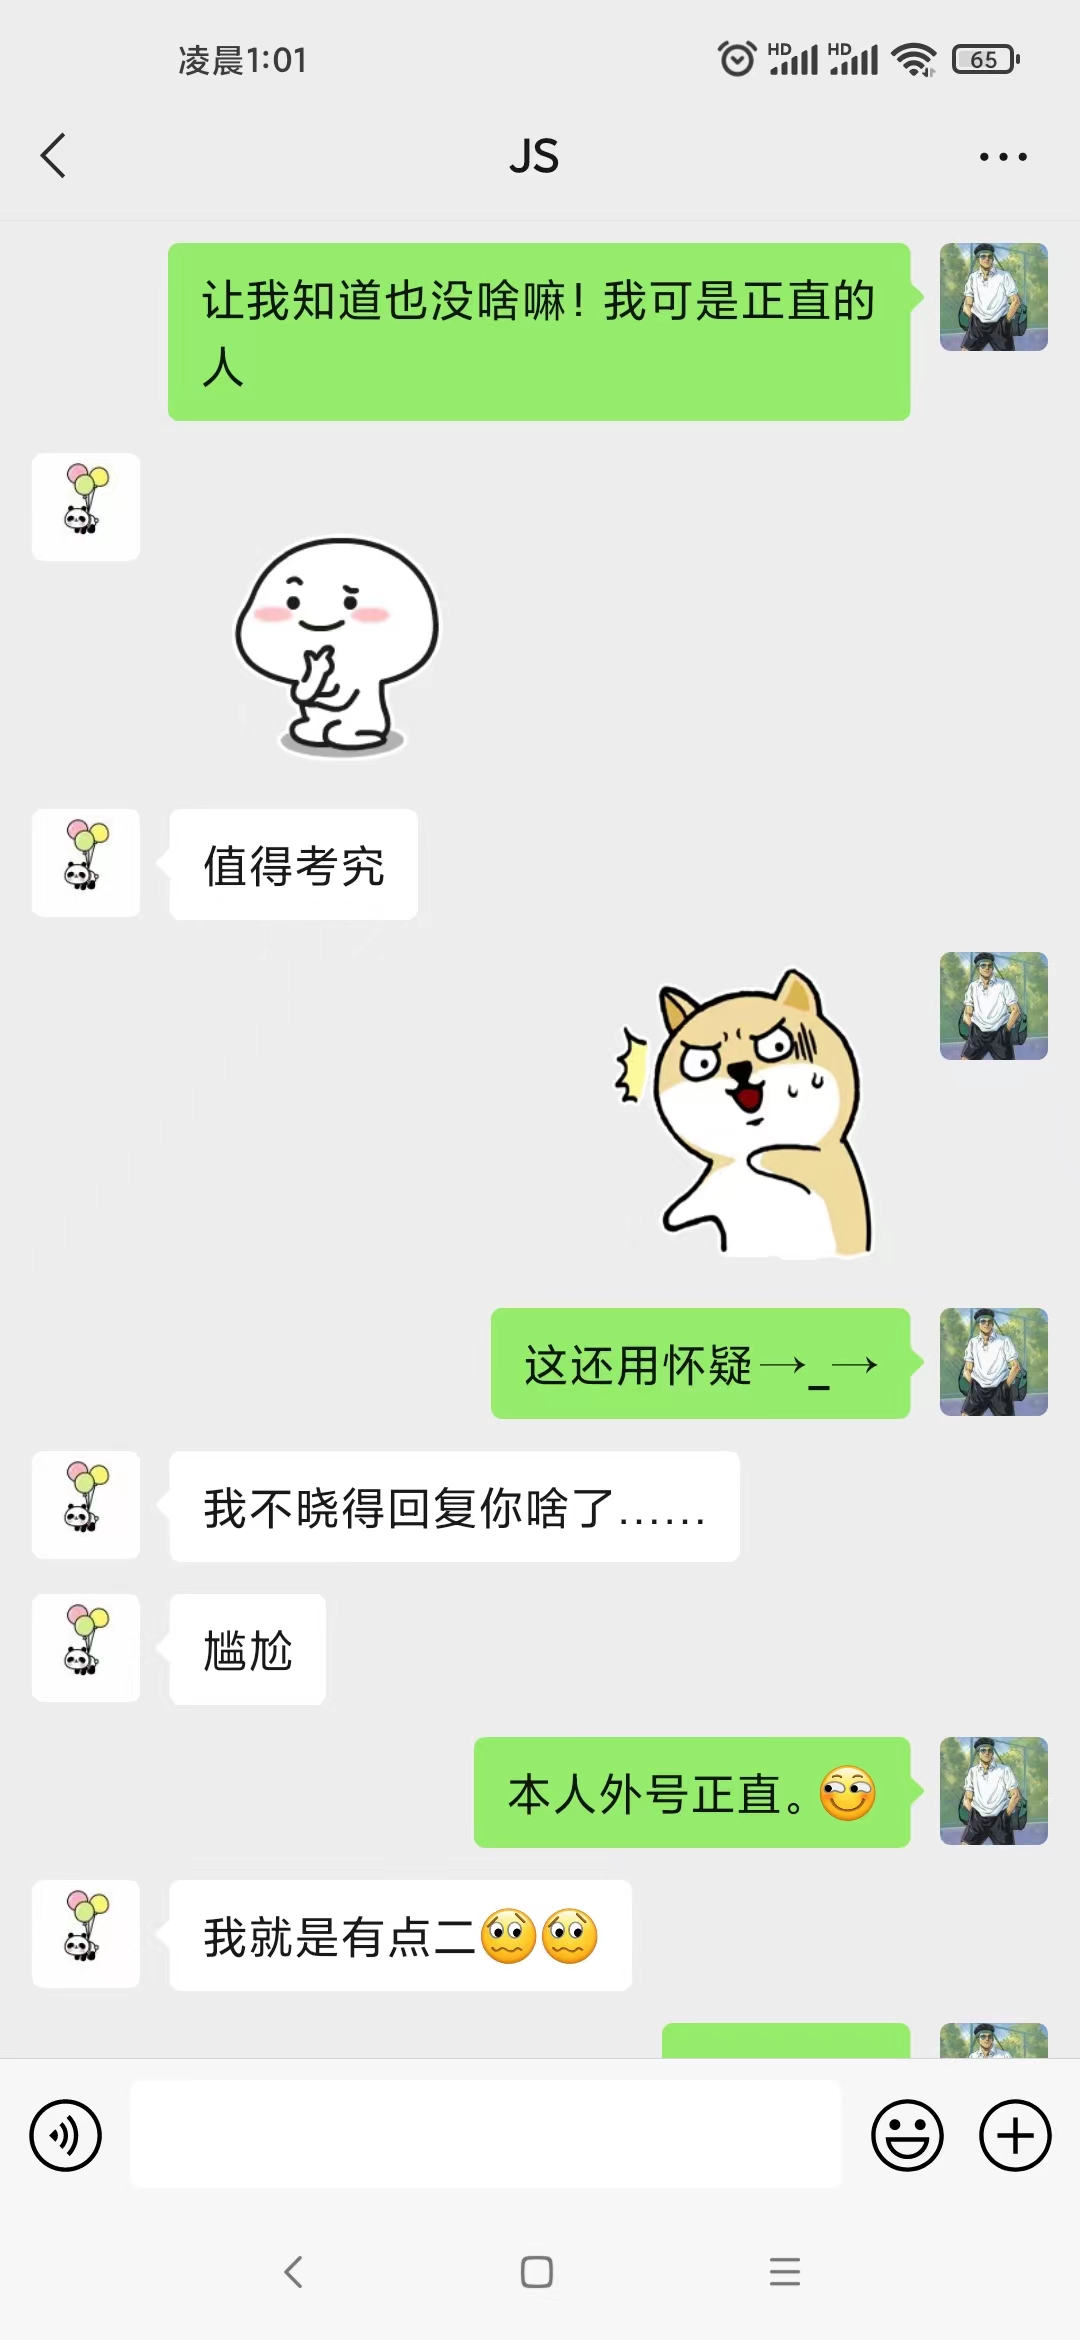 凌晨1:01
HD HD 65
JS
让我知道也没啥嘛！我可是正直的
人
值得考究
这还用怀疑→_→
我不晓得回复你啥了……
尴尬
本人外号正直。
我就是有点二